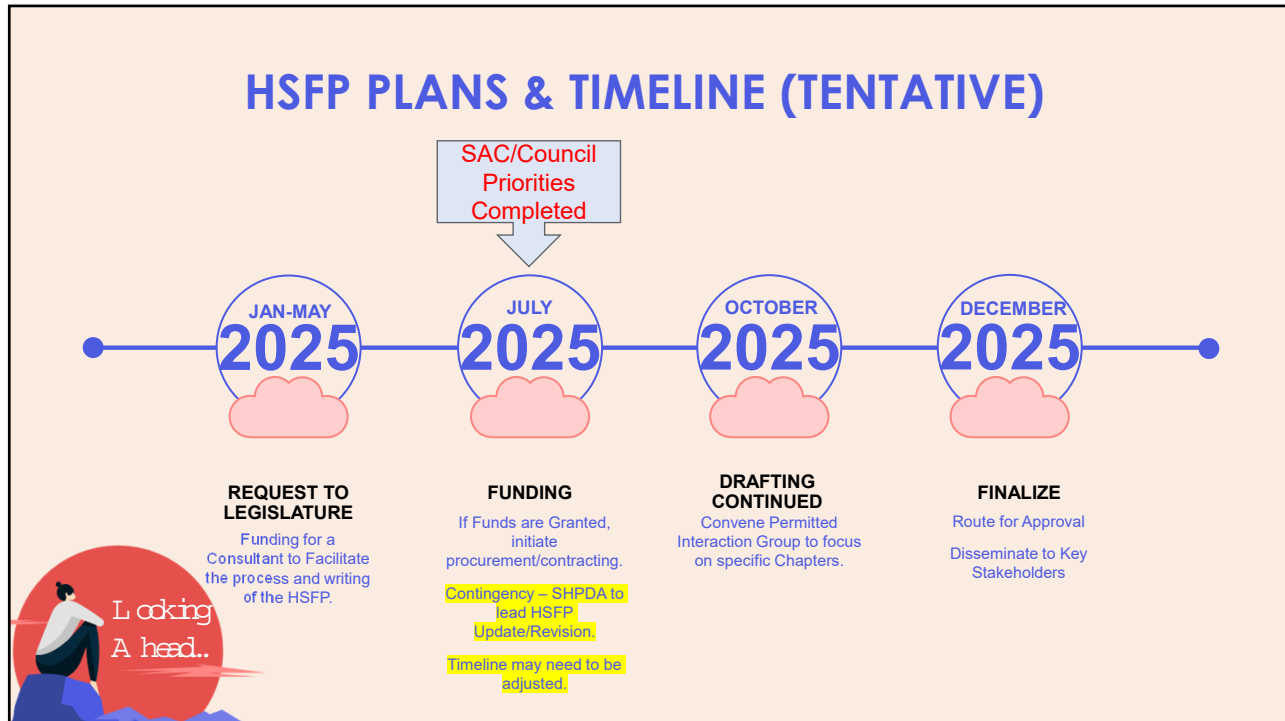 HSFP PLANS & TIMELINE (TENTATIVE)
SAC/Council
Priorities
Completed
JAN-MAY
2025
JULY
2025
OCTOBER
2025
DECEMBER
2025
REQUEST TO
LEGISLATURE
Funding for a
Consultant to Facilitate
the process and writing
of the HSFP.
FUNDING
If Funds are Granted,
initiate
procurement/contracting.
Contingency – SHPDA to
lead HSFP
Update/Revision.
Timeline may need to be
adjusted.
DRAFTING
CONTINUED
Convene Permitted
Interaction Group to focus
on specific Chapters.
FINALIZE
Route for Approval
Disseminate to Key
Stakeholders
Looking
Ahead..